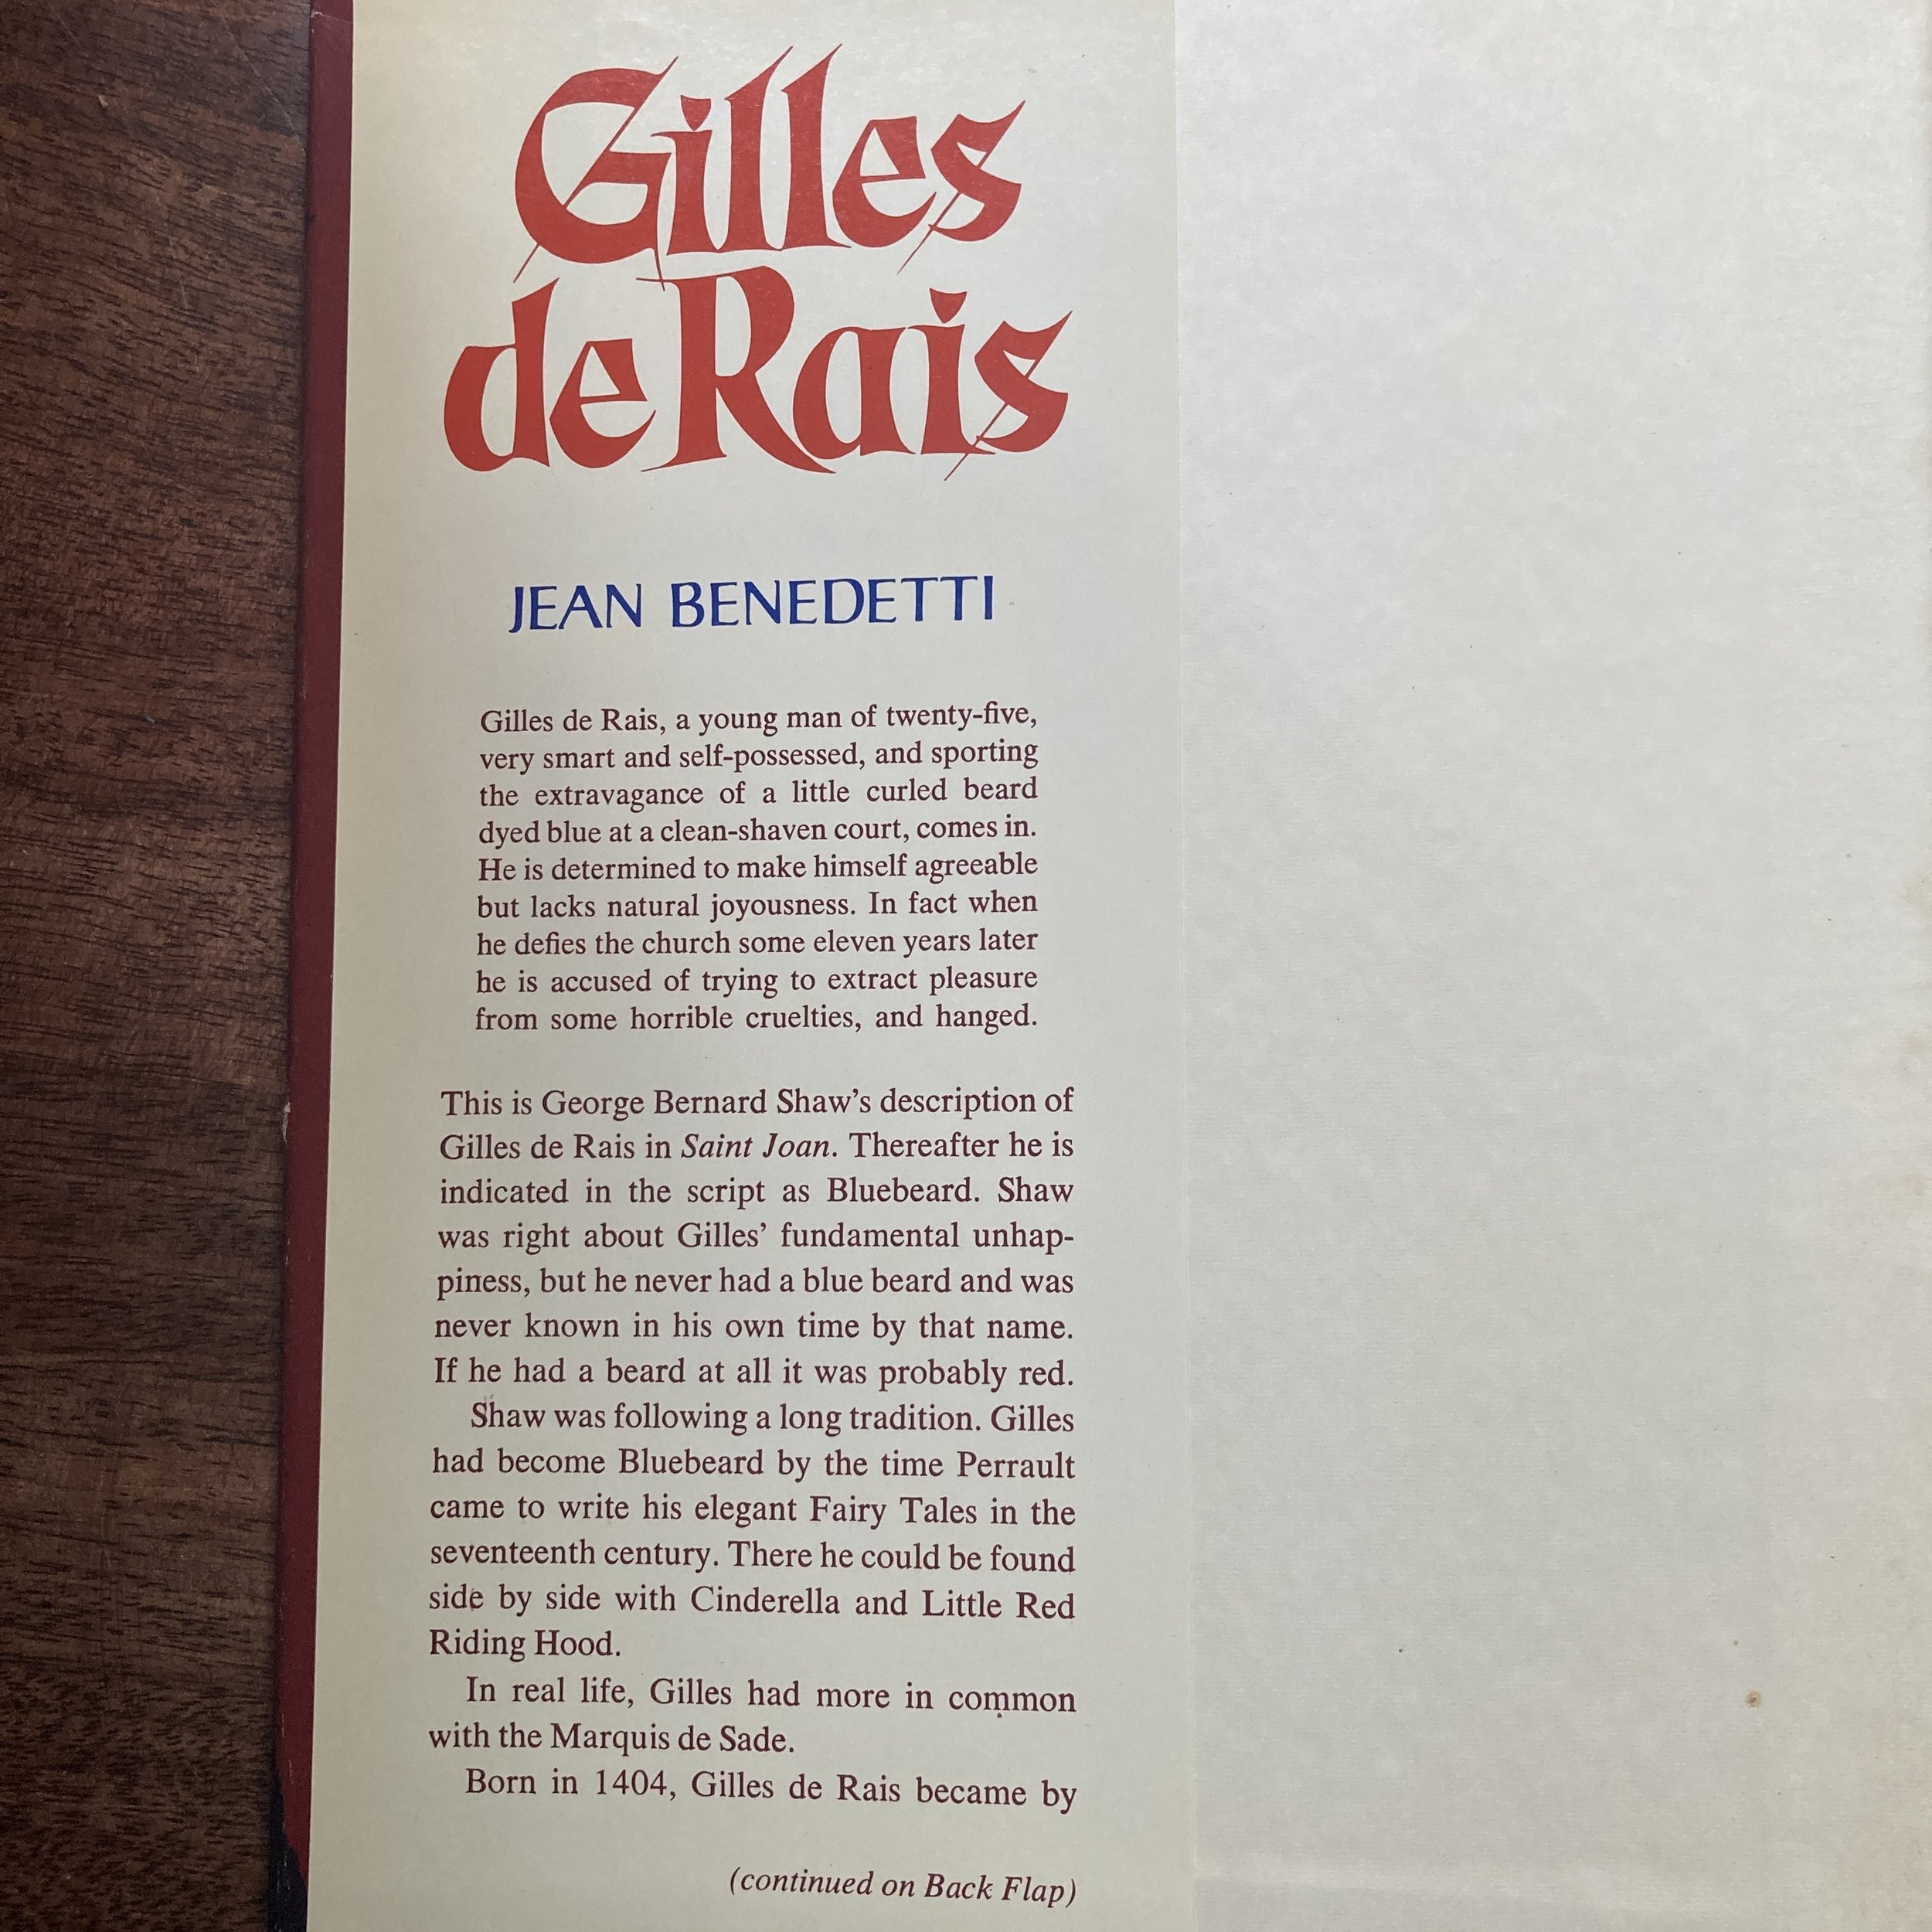 Gilles
de Rais
JEAN BENEDETTI
Gilles de Rais, a young man of twenty-five,
very smart and self-possessed, and sporting
the extravagance of a little curled beard
dyed blue at a clean-shaven court, comes in.
He is determined to make himself agreeable
but lacks natural joyousness. In fact when
he defies the church some eleven years later
he is accused of trying to extract pleasure
from some horrible cruelties, and hanged.
This is George Bernard Shaw’s description of
Gilles de Rais in Saint Joan. Thereafter he is
indicated in the script as Bluebeard. Shaw
was right about Gilles’ fundamental unhap-
piness, but he never had a blue beard and was
never known in his own time by that name.
If he had a beard at all it was probably red.
Shaw was following a long tradition. Gilles
had become Bluebeard by the time Perrault
came to write his elegant Fairy Tales in the
seventeenth century. There he could be found
side by side with Cinderella and Little Red
Riding Hood.
In real life, Gilles had more in common
with the Marquis de Sade.
Born in 1404, Gilles de Rais became by
(continued on Back Flap)